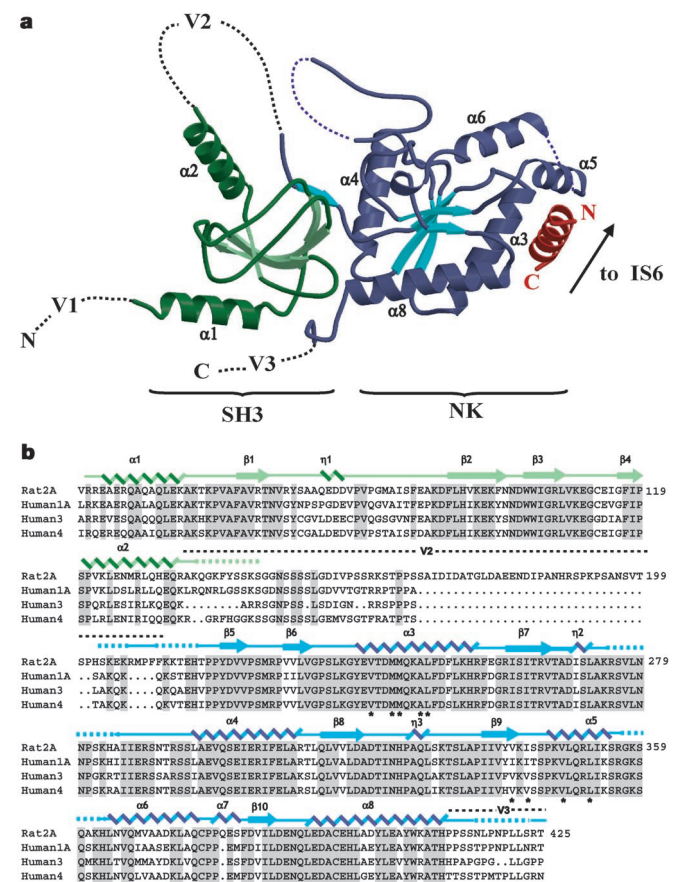 a
V2
α2
α4
α6
α5
N
α3
C
to IS6
V1
N
α1
α8
C
V3
SH3
NK
b
α1 β1 η1 β2 β3 β4
Rat2A VRREAERQAQAQLEKAKTKPVAFAVRTNVRYSAAQEDDVPVPGMAISFEAKDFLHVKEKFNNDWWIGRLVKEGCEIGFIP 119
Human1A LRKEAERQALAQLEKAKTKPVAFAVRTNVGYNPSPGDEVPVQGVAITFEPKDFLHIKEKYNNDWWIGRLVKEGCEVGFIP
Human3 ARREVESQAQQQLERAKHKPVAFAVRTNVSYCGVLDEECPVQGSGVNFEAKDFLHIKEKYSNDWWIGRLVKEGGDIAFIP
Human4 IRREREQQAAIQLERAKSKPVAFAVKTNVSYCGALDEDVPVPSTAISFDAKDFLHIKEKYNNDWWIGRLVKEGCEIGFIP
α2 V2
Rat2A SPVKLENMRLQHEQRAKQGKFYSSKSGGNSSSSLGDIVPSSRKSTPPSSAIDIDATGLDAEENDIPANHRSPKPSANSVT 199
Human1A SPVKLDSLRLLQEQKLRQNRLGSSKSGDNSSSSLGDVVTGTRRPTPPA................................
Human3 SPQRLESIRLKQEQK........ARRSGNPSS.LSDIGN..RRSPPPS................................
Human4 SPLRLENIRIQQEQKR..GRFHGGKSSGNSSSSLGEMVSGTFRATPTS................................
β5 β6 α3 β7 η2
Rat2A SPHSKEKRMPFFKKTEHTPPYDVVPSMRPVVLVGPSLKGYEVTDMMQKALFDFLKHRFEGRISITRVTADISLAKRSVLN 279
Human1A ..SAKQK....QKSTEHVPPYDVVPSMRPIILVGPSLKGYEVTDMMQKALFDFLKHRFDGRISITRVTADISLAKRSVLN
Human3 ..LAKQK....QKQAEHVPPYDVVPSMRPVVLVGPSLKGYEVTDMMQKALFDFLKHRFDGRISITRVTADLSLAKRSVLN
Human4 ..TAKQK....QKVTEHIPPYDVVPSMRPVVLVGPSLKGYEVTDMMQKALFDFLKHRFDGRISITRVTADISLAKRSVLN
* ** **
α4 β8 η3 β9 α5
Rat2A NPSKHAIIERSNTRSSLAEVQSEIERIFELARTLQLVVLDADTINHPAQLSKTSLAPIIVYVKISSPKVLQRLIKSRGKS 359
Human1A NPSKHIIIERSNTRSSLAEVQSEIERIFELARTLQLVALDADTINHPAQLSKTSLAPIIVYIKITSPKVLQRLIKSRGKS
Human3 NPGKRTIIERSSARSSIAEVQSEIERIFELAKSLQLVVLDADTINHPAQLAKTSLAPIIVFVKVSSPKVLQRLIRSRGKS
Human4 NPSKRAIIERSNTRSSLAEVQSEIERIFELARSLQLVVLDADTINHPAQLIKTSLAPIIVHVKVSSPKVLQRLIKSRGKS
* * * *
α6 α7 β10 α8 V3
Rat2A QAKHLNVQMVAADKLAQCPPQESFDVILDENQLEDACEHLADYLEAYWKATHPPSSNLPNPLLSRT 425
Human1A QSKHLNVQIAASEKLAQCPP.EMFDIILDENQLEDACEHLAEYLEAYWKATHPPSSTPPNPLLNRT
Human3 QMKHLTVQMMAYDKLVQCPP.ESFDVILDENQLEDACEHLAEYLEVYWRATHHPAPGPG..LLGPP
Human4 QSKHLNVQLVAADKLAQCPP.EMFDVILDENQLEDACEHLGEYLEAYWRATHTTSSTPMTPLLGRN